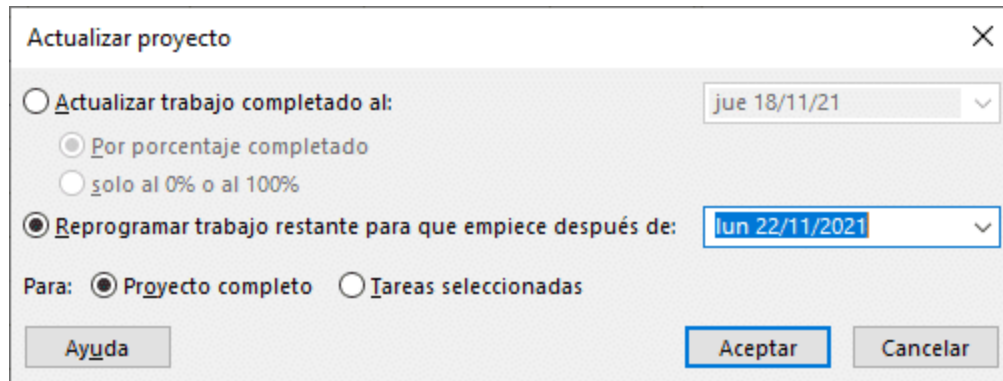 Actualizar proyecto
Actualizar trabajo completado al: jue 18/11/21
Por porcentaje completado
solo al 0% o al 100%
Reprogramar trabajo restante para que empiece después de: lun 22/11/2021
Para: Proyecto completo Tareas seleccionadas
Ayuda Aceptar Cancelar